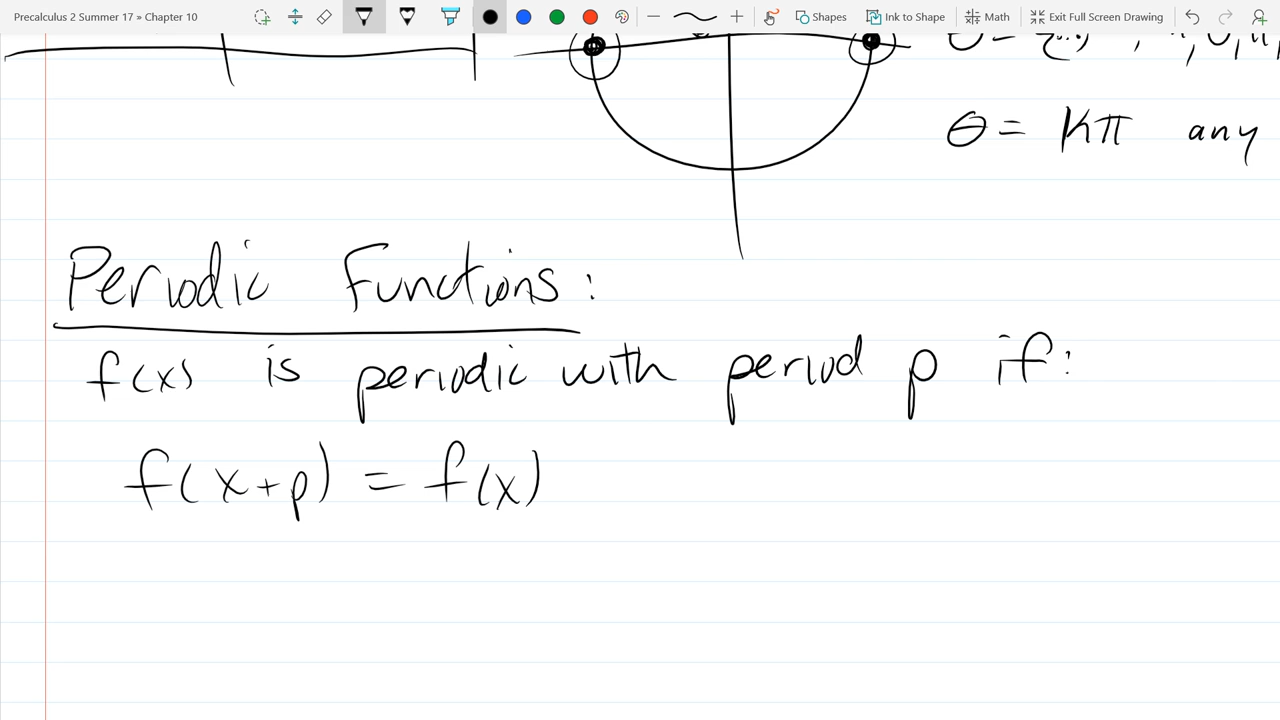 Precalculus 2 Summer 17 » Chapter 10
Shapes
Ink to Shape
Math
Exit Full Screen Drawing
θ = Kπ any
Periodic Functions:
f(x) is periodic with period p if:
f(x+p) = f(x)